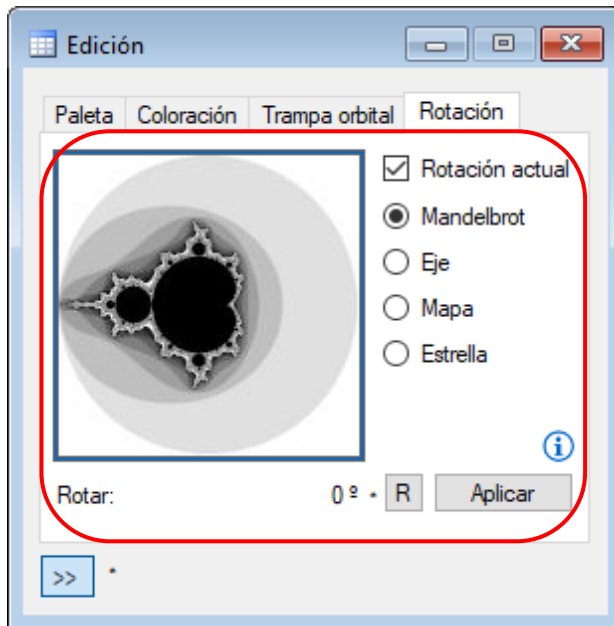 Edición
Paleta Coloración Trampa orbital Rotación
Rotación actual
Mandelbrot
Eje
Mapa
Estrella
Rotar: 0 º * R Aplicar
>> *